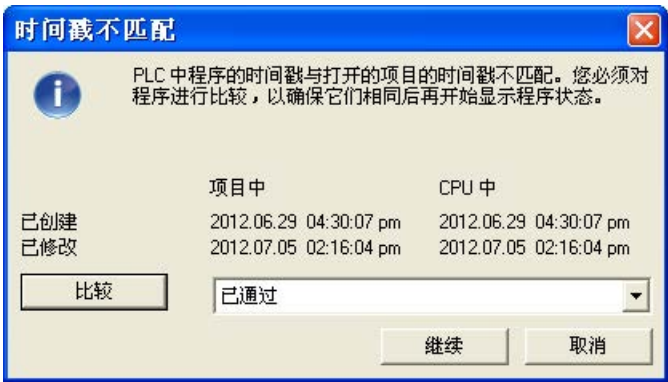 时间戳不匹配
PLC 中程序的时间戳与打开的项目的时间戳不匹配。您必须对
程序进行比较，以确保它们相同后再开始显示程序状态。
项目中 CPU 中
已创建 2012.06.29 04:30:07 pm 2012.06.29 04:30:07 pm
已修改 2012.07.05 02:16:04 pm 2012.07.05 02:16:04 pm
比较 已通过
继续 取消